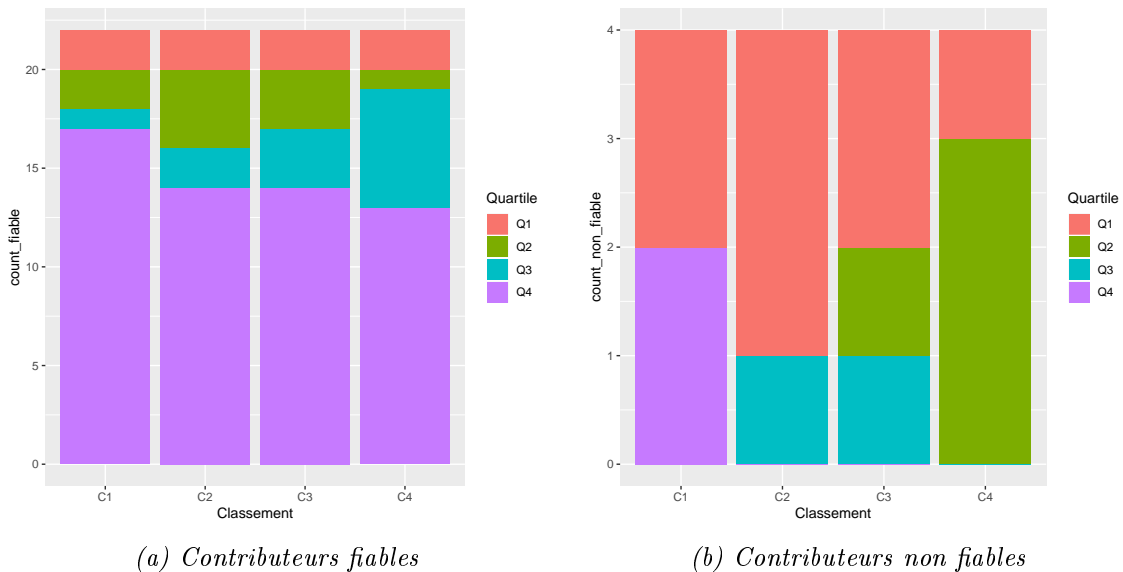 count_fiable
20
15
10
5
0
C1 C2 C3 C4
Classement
Quartile
Q1
Q2
Q3
Q4
(a) Contributeurs fiables
count_non_fiable
4
3
2
1
0
C1 C2 C3 C4
Classement
Quartile
Q1
Q2
Q3
Q4
(b) Contributeurs non fiables